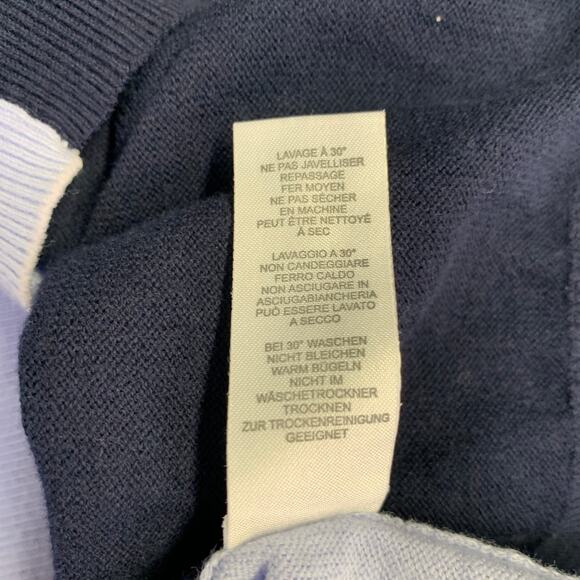 LAVAGE À 30°
NE PAS JAVELLISER
REPASSAGE
FER MOYEN
NE PAS SÉCHER
EN MACHINE
PEUT ÊTRE NETTOYÉ
À SEC
LAVAGGIO A 30°
NON CANDEGGIARE
FERRO CALDO
NON ASCIUGARE IN
ASCIUGABIANCHERIA
PUÒ ESSERE LAVATO
A SECCO
BEI 30° WASCHEN
NICHT BLEICHEN
WARM BÜGELN
NICHT IM
WÄSCHETROCKNER
TROCKNEN
ZUR TROCKENREINIGUNG
GEEIGNET